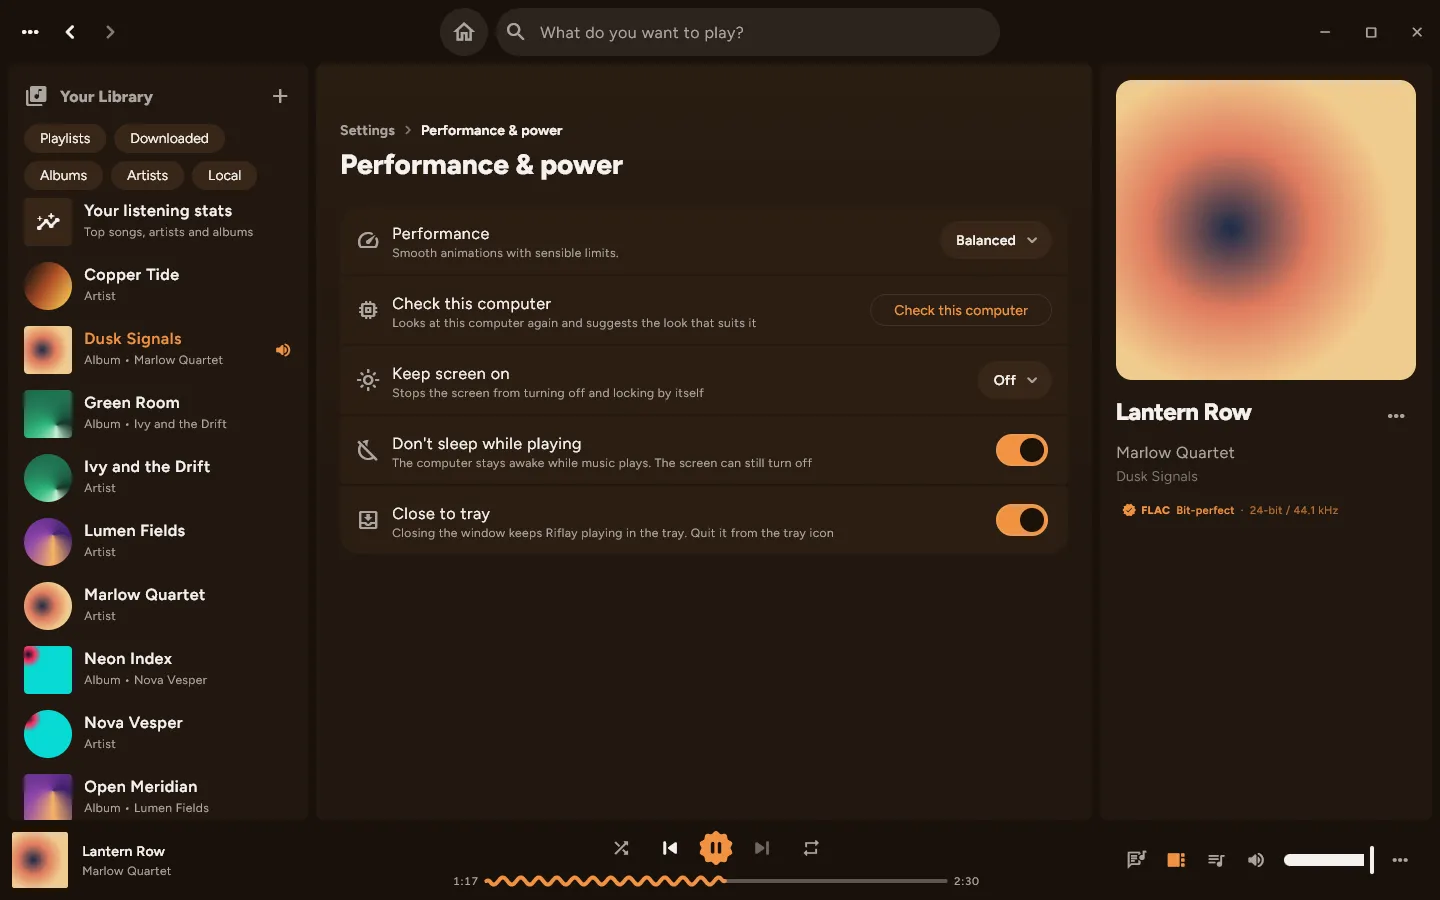 What do you want to play?
Your Library
Playlists
Downloaded
Albums
Artists
Local
Your listening stats
Top songs, artists and albums
Copper Tide
Artist
Dusk Signals
Album • Marlow Quartet
Green Room
Album • Ivy and the Drift
Ivy and the Drift
Artist
Lumen Fields
Artist
Marlow Quartet
Artist
Neon Index
Album • Nova Vesper
Nova Vesper
Artist
Open Meridian
Album • Lumen Fields
Settings > Performance & power
Performance & power
Performance
Smooth animations with sensible limits.
Balanced
Check this computer
Looks at this computer again and suggests the look that suits it
Check this computer
Keep screen on
Stops the screen from turning off and locking by itself
Off
Don't sleep while playing
The computer stays awake while music plays. The screen can still turn off
Close to tray
Closing the window keeps Riflay playing in the tray. Quit it from the tray icon
Lantern Row
Marlow Quartet
Dusk Signals
FLAC Bit-perfect · 24-bit / 44.1 kHz
Lantern Row
Marlow Quartet
1:17
2:30